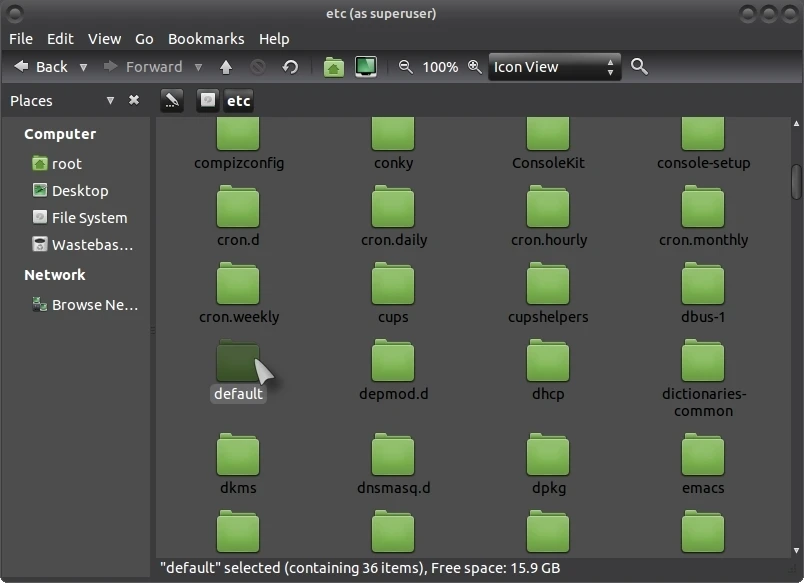 etc (as superuser)
File Edit View Go Bookmarks Help
Back Forward 100% Icon View
Places etc
Computer
root
Desktop
File System
Wastebas...
Network
Browse Ne...
compizconfig conky ConsoleKit console-setup
cron.d cron.daily cron.hourly cron.monthly
cron.weekly cups cupshelpers dbus-1
default depmod.d dhcp dictionaries-
common
dkms dnsmasq.d dpkg emacs
"default" selected (containing 36 items), Free space: 15.9 GB